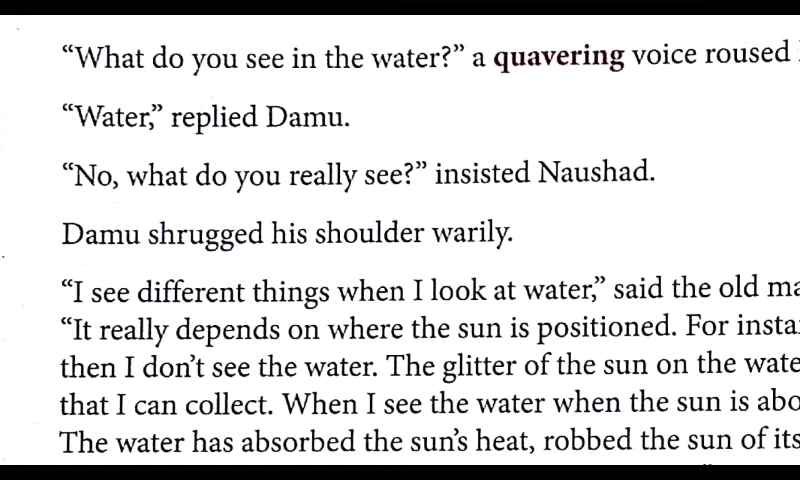 “What do you see in the water?” a quavering voice roused
“Water,” replied Damu.
“No, what do you really see?” insisted Naushad.
Damu shrugged his shoulder warily.
“I see different things when I look at water,” said the old
“It really depends on where the sun is positioned. For
then I don’t see the water. The glitter of the sun on the
that I can collect. When I see the water when the sun is
The water has absorbed the sun’s heat, robbed the sun of its